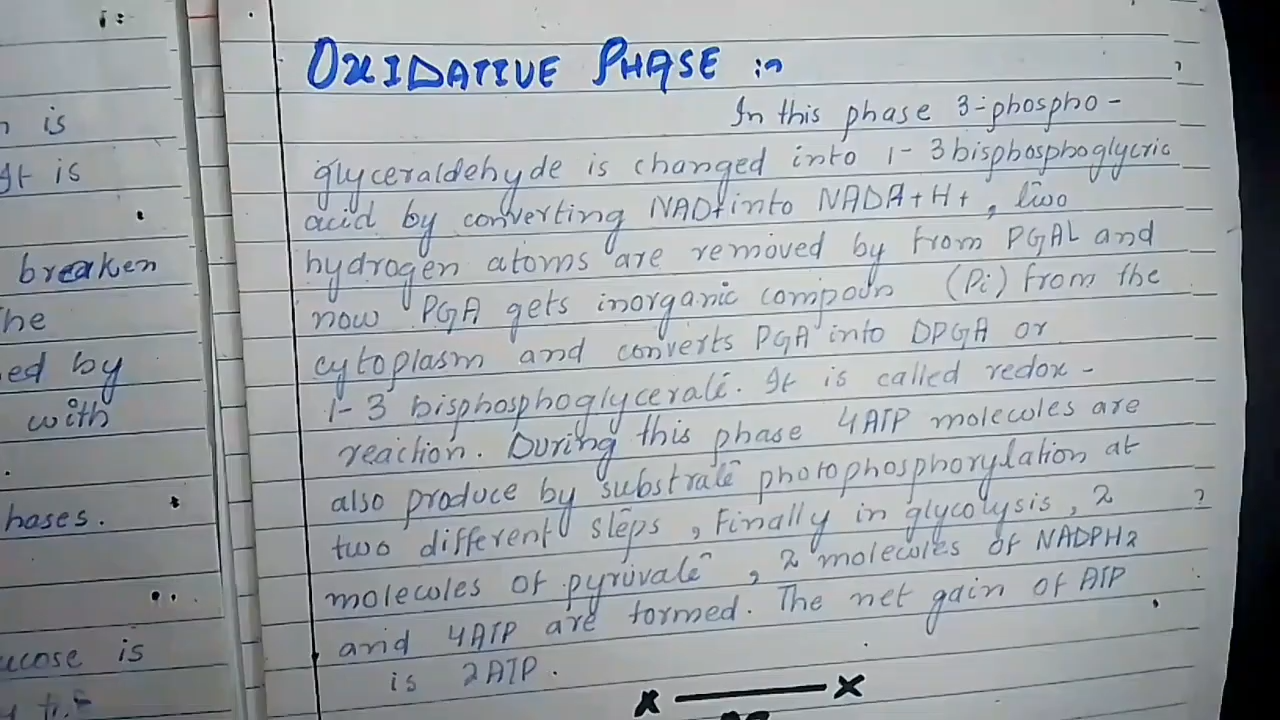 n is
It is
breaken
he
ed by
with
hases.
ucose is
OXIDATIVE PHASE :-
In this phase 3-phospho-
glyceraldehyde is changed into 1-3 bisphosphoglycric
acid by converting NAD+into NADA+H+, two
hydrogen atoms are removed by from PGAL and
now PGA gets inorganic compoun (Pi) from the
cytoplasm and converts PGA into DPGA or
1-3 bisphosphoglycerate. It is called redox-
reaction. During this phase 4ATP molecules are
also produce by substrate photophosphorylation at
two different steps, Finally in glycolysis, 2
molecules of pyruvate, 2 molecules of NADPH2
and 4ATP are formed. The net gain of ATP
is 2ATP.
x — x